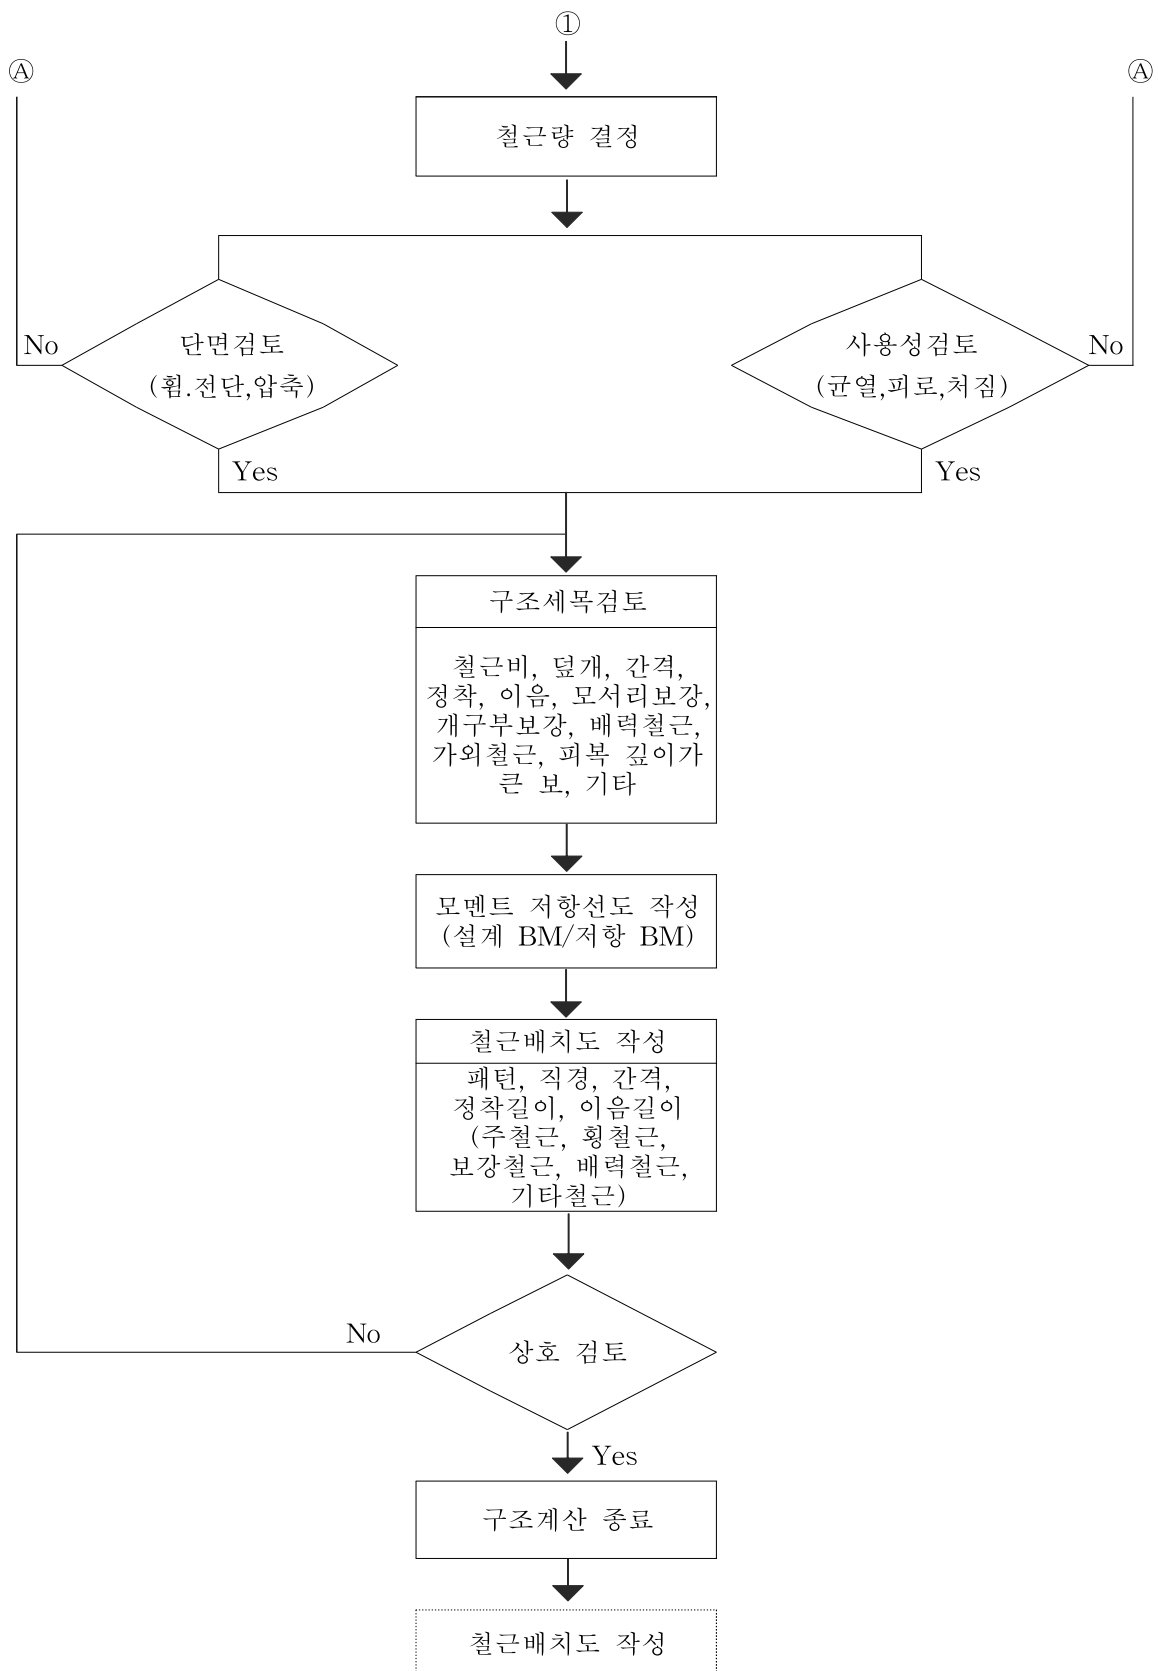 ①
Ⓐ
Ⓐ
철근량 결정
No
단면검토
(휨.전단,압축)
사용성검토
(균열,피로,처짐)
No
Yes
Yes
구조세목검토
철근비, 덮개, 간격,
정착, 이음, 모서리보강,
개구부보강, 배력철근,
가외철근, 피복 깊이가
큰 보, 기타
모멘트 저항선도 작성
(설계 BM/저항 BM)
철근배치도 작성
패턴, 직경, 간격,
정착길이, 이음길이
(주철근, 횡철근,
보강철근, 배력철근,
기타철근)
No
상호 검토
Yes
구조계산 종료
철근배치도 작성